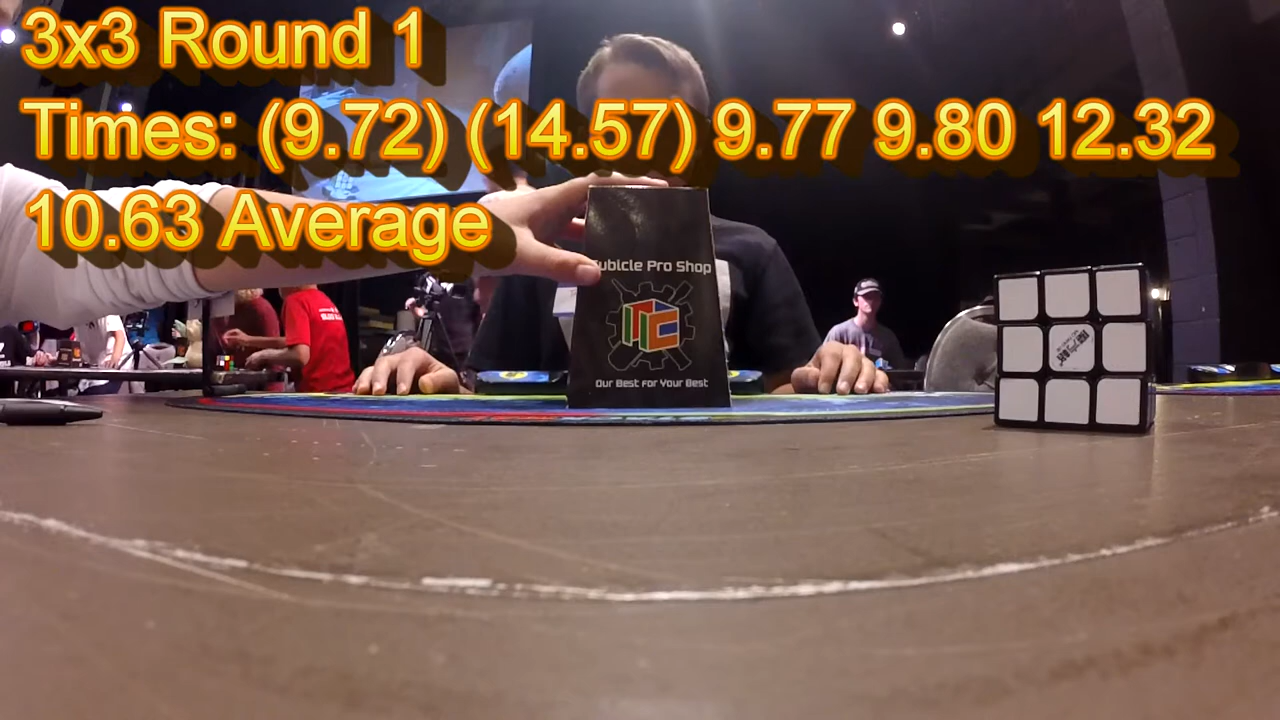 3x3 Round 1
Times: (9.72) (14.57) 9.77 9.80 12.32
10.63 Average
ubicle Pro Shop
TC
Our Best For Your Best